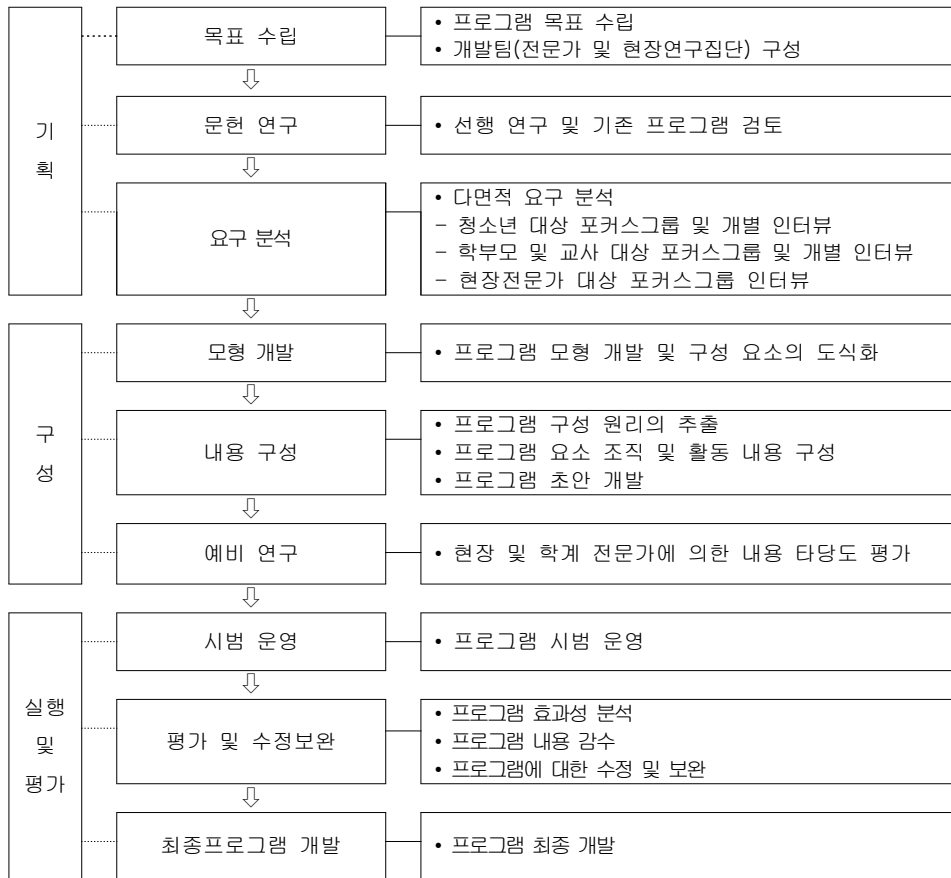 기
획
목표 수립
• 프로그램 목표 수립
• 개발팀(전문가 및 현장연구집단) 구성
⇩
문헌 연구
• 선행 연구 및 기존 프로그램 검토
⇩
요구 분석
• 다면적 요구 분석
– 청소년 대상 포커스그룹 및 개별 인터뷰
– 학부모 및 교사 대상 포커스그룹 및 개별 인터뷰
– 현장전문가 대상 포커스그룹 인터뷰
⇩
구
성
모형 개발
• 프로그램 모형 개발 및 구성 요소의 도식화
⇩
내용 구성
• 프로그램 구성 원리의 추출
• 프로그램 요소 조직 및 활동 내용 구성
• 프로그램 초안 개발
⇩
예비 연구
• 현장 및 학계 전문가에 의한 내용 타당도 평가
⇩
실행
및
평가
시범 운영
• 프로그램 시범 운영
⇩
평가 및 수정보완
• 프로그램 효과성 분석
• 프로그램 내용 감수
• 프로그램에 대한 수정 및 보완
⇩
최종프로그램 개발
• 프로그램 최종 개발